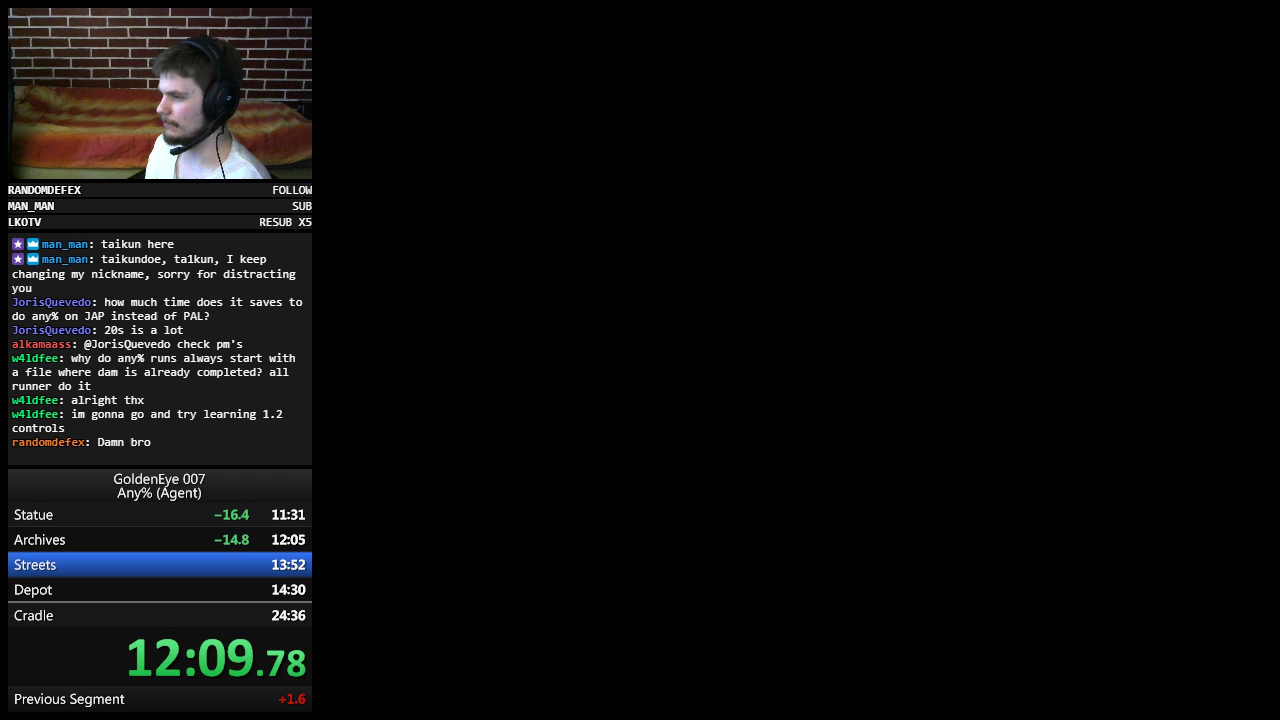 RANDOMDEFEX FOLLOW
MAN_MAN SUB
LKOTV RESUB X5
man_man: taikun here
man_man: taikundoe, ta1kun, I keep
changing my nickname, sorry for distracting
you
JorisQuevedo: how much time does it saves to
do any% on JAP instead of PAL?
JorisQuevedo: 20s is a lot
alkamaass: @JorisQuevedo check pm's
w4ldfee: why do any% runs always start with
a file where dam is already completed? all
runner do it
w4ldfee: alright thx
w4ldfee: im gonna go and try learning 1.2
controls
randomdefex: Damn bro
GoldenEye 007
Any% (Agent)
Statue −16.4 11:31
Archives −14.8 12:05
Streets 13:52
Depot 14:30
Cradle 24:36
12:09.78
Previous Segment +1.6